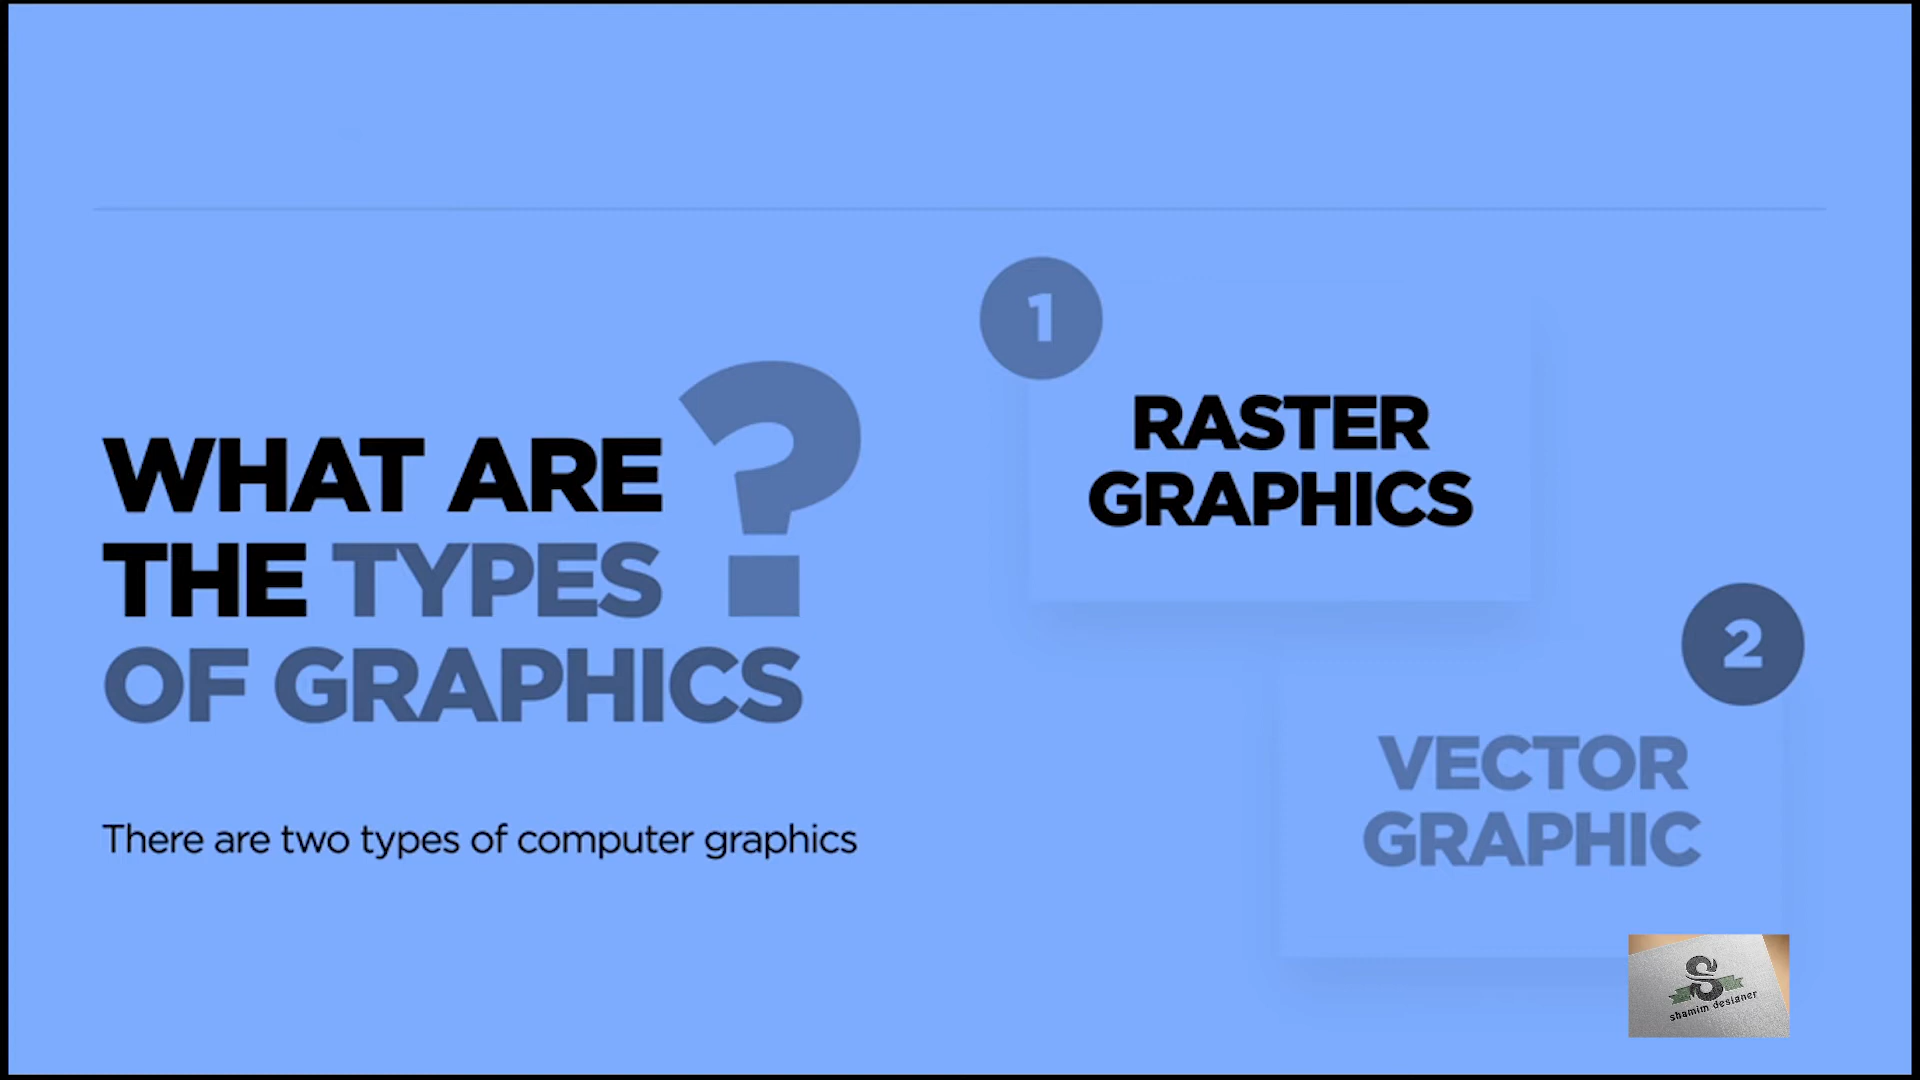 WHAT ARE
THE TYPES
OF GRAPHICS
?
There are two types of computer graphics
1
RASTER
GRAPHICS
2
VECTOR
GRAPHIC
S
shamim desianer